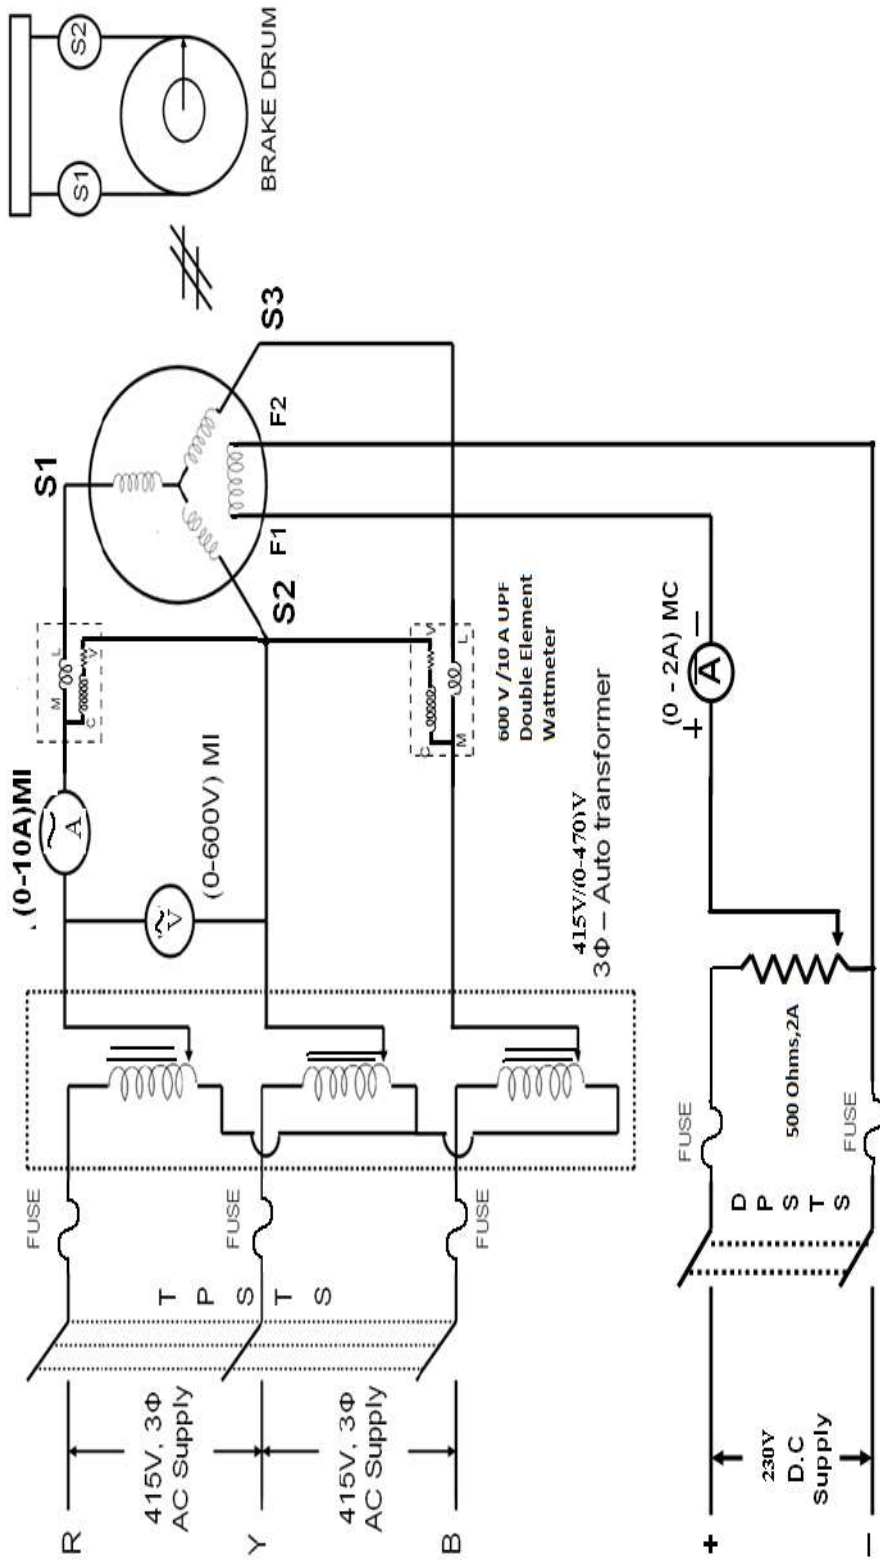 R
Y
B
415V, 3Φ
AC Supply
415V, 3Φ
AC Supply
T P S T S
FUSE
FUSE
FUSE
415V/(0-470)V
3Φ – Auto transformer
(0-10A)MI
A
V
(0-600V) MI
M
L
C
V
C
V
M
L
600 V /10 A UPF
Double Element
Wattmeter
S1
S2
S3
F1
F2
S1
S2
BRAKE DRUM
+
–
230V
D.C
Supply
D P S T S
FUSE
FUSE
500 Ohms,2A
(0 - 2A) MC
+
A
–